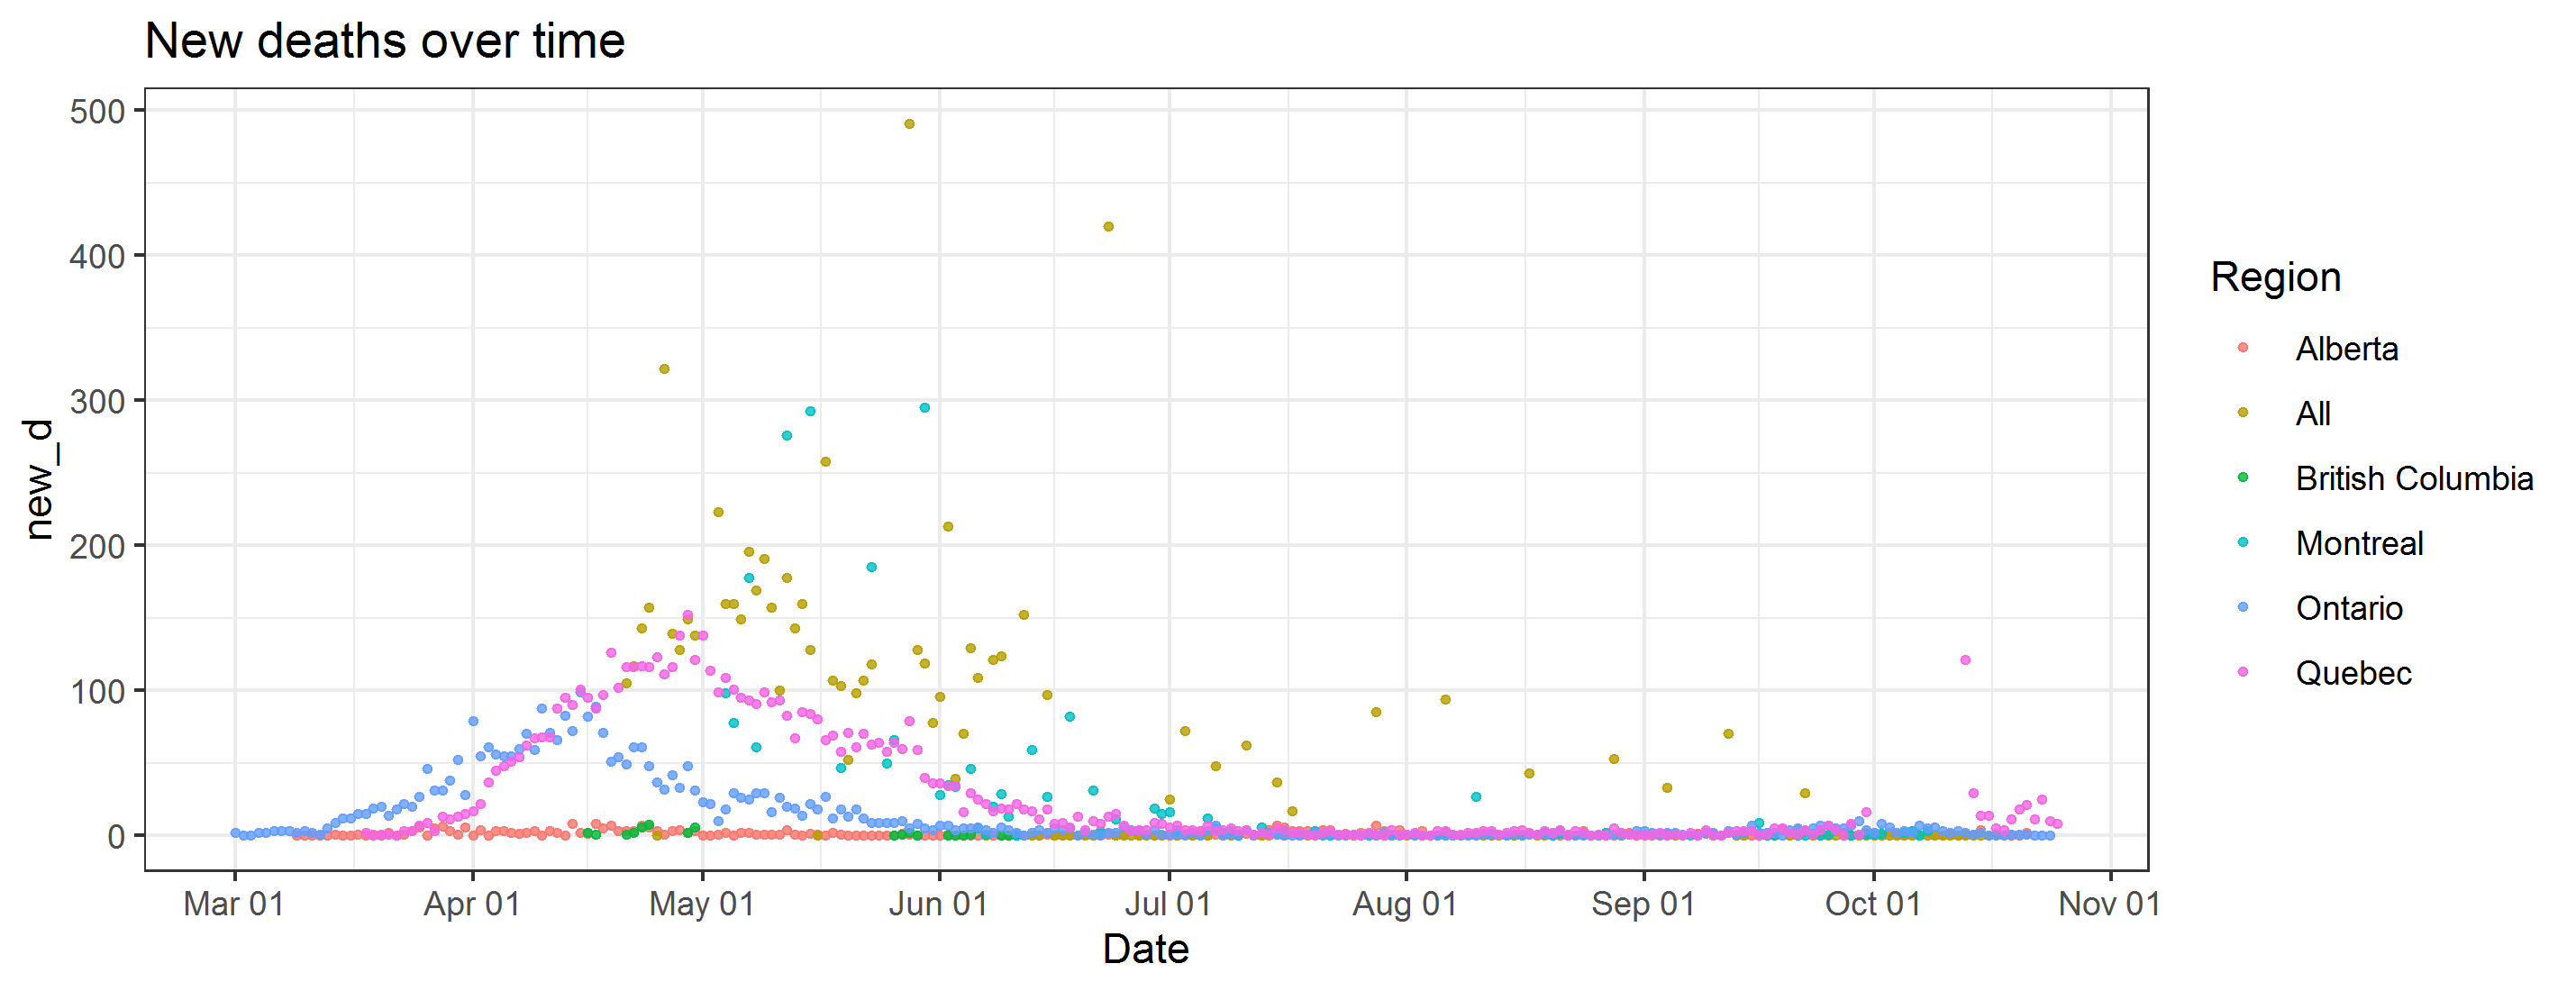 New deaths over time
500
400
300
200
100
0
new_d
Mar 01 Apr 01 May 01 Jun 01 Jul 01 Aug 01 Sep 01 Oct 01 Nov 01
Date
Region
Alberta
All
British Columbia
Montreal
Ontario
Quebec